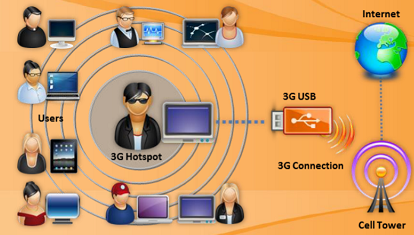 Internet
3G USB
Users
3G Hotspot
3G Connection
Cell Tower